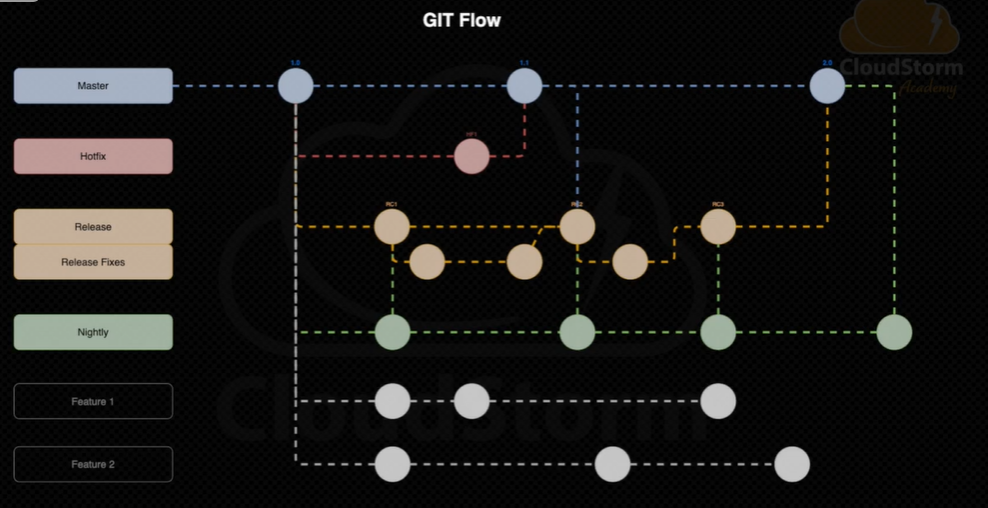 GIT Flow
CloudStorm
Academy
1.0
1.1
2.0
Master
HF1
Hotfix
RC1
RC3
Release
Release Fixes
Nightly
Feature 1
CloudStorm
Feature 2